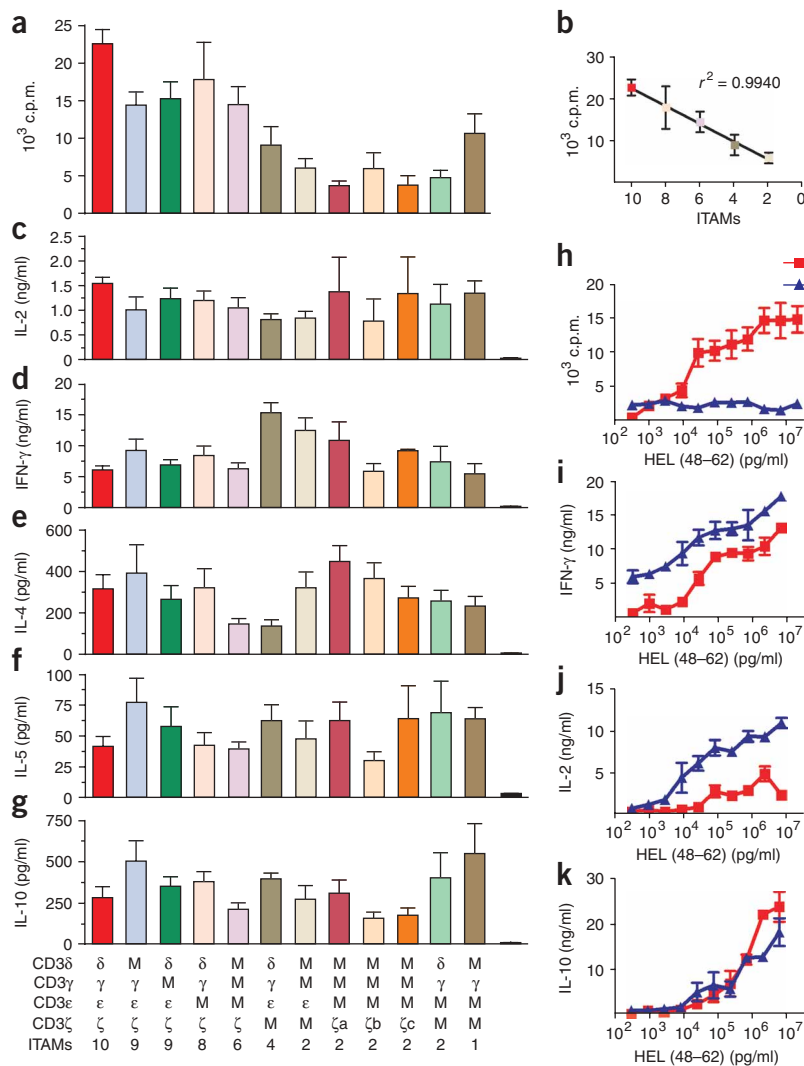 a
25
20
15
10
5
0
10³ c.p.m.
b
30
20
10
10³ c.p.m.
r² = 0.9940
10 8 6 4 2 0
ITAMs
c
2.5
2.0
1.5
1.0
0.5
0
IL-2 (ng/ml)
d
20
15
10
5
0
IFN-γ (ng/ml)
e
600
400
200
0
IL-4 (pg/ml)
f
100
75
50
25
0
IL-5 (pg/ml)
g
750
500
250
0
IL-10 (pg/ml)
CD3δ δ M δ δ M δ M M M M δ M
CD3γ γ γ M γ M γ M M M M γ γ
CD3ε ε ε ε M M ε ε M M M M M
CD3ζ ζ ζ ζ ζ ζ M M ζa ζb ζc M M
ITAMs 10 9 9 8 6 4 2 2 2 2 2 1
h
20
15
10
5
10³ c.p.m.
10² 10³ 10⁴ 10⁵ 10⁶ 10⁷
HEL (48–62) (pg/ml)
i
20
15
10
5
IFN-γ (ng/ml)
10² 10³ 10⁴ 10⁵ 10⁶ 10⁷
HEL (48–62) (pg/ml)
j
15
10
5
IL-2 (ng/ml)
10² 10³ 10⁴ 10⁵ 10⁶ 10⁷
HEL (48–62) (pg/ml)
k
30
20
10
IL-10 (ng/ml)
10² 10³ 10⁴ 10⁵ 10⁶ 10⁷
HEL (48–62) (pg/ml)